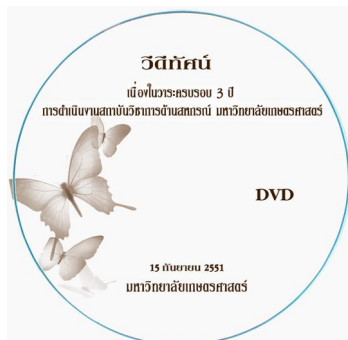 วีดีทัศน์
เนื่องในวาระครบรอบ 3 ปี
การดำเนินงานสถาบันวิชาการด้านสหกรณ์ มหาวิทยาลัยเกษตรศาสตร์
DVD
15 กันยายน 2551
มหาวิทยาลัยเกษตรศาสตร์